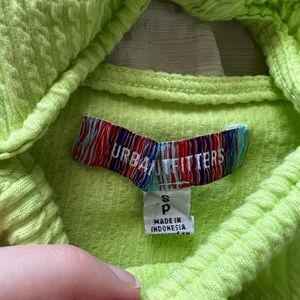 URBAN OUTFITTERS
S
P
MADE IN
INDONESIA